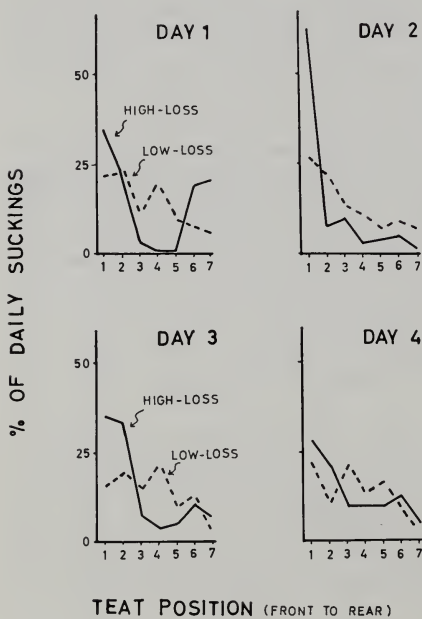 DAY 1
DAY 2
50
HIGH-LOSS
LOW-LOSS
25
0
1 2 3 4 5 6 7
1 2 3 4 5 6 7
% OF DAILY SUCKINGS
DAY 3
DAY 4
50
HIGH-LOSS
LOW-LOSS
25
0
1 2 3 4 5 6 7
1 2 3 4 5 6 7
TEAT POSITION (FRONT TO REAR)